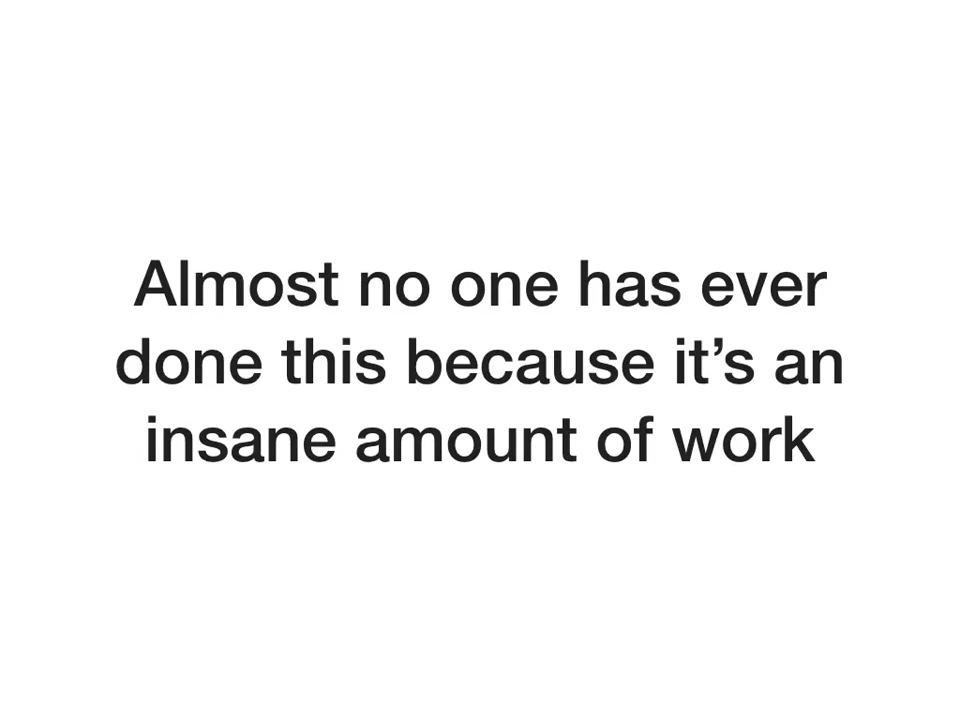 Almost no one has ever
done this because it’s an
insane amount of work